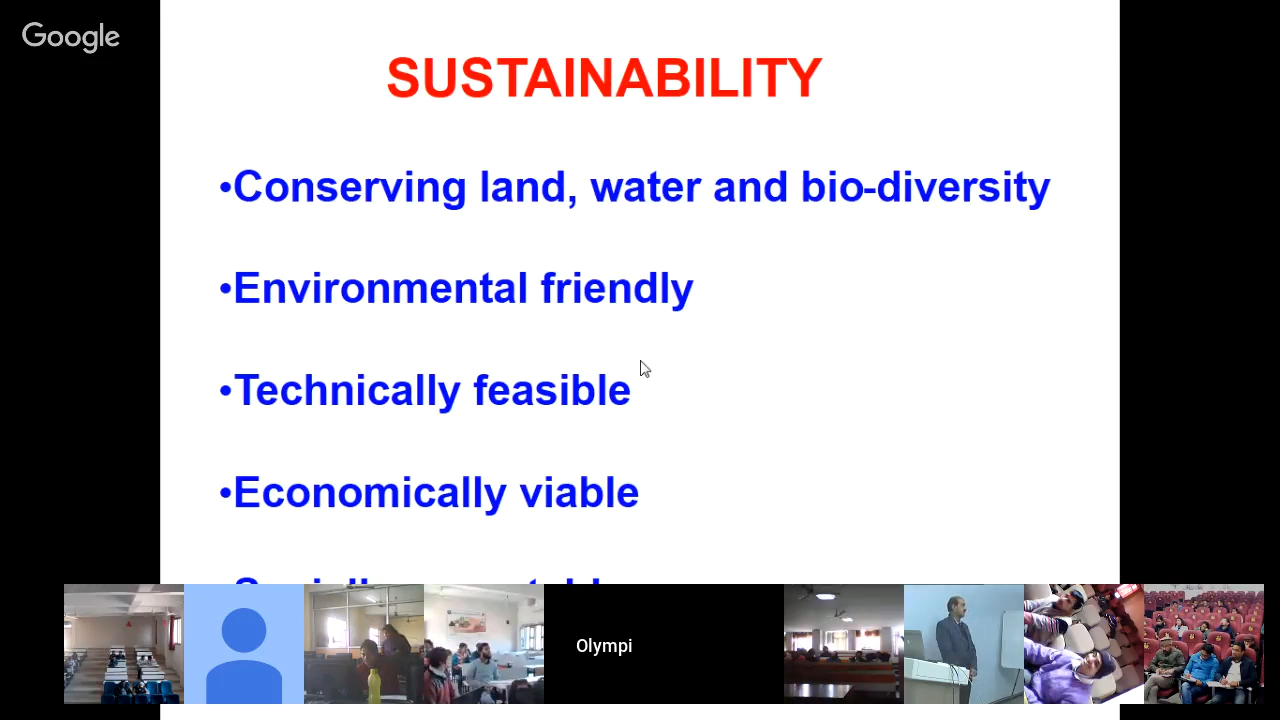 Google
SUSTAINABILITY
•Conserving land, water and bio-diversity
•Environmental friendly
•Technically feasible
•Economically viable
Olympi